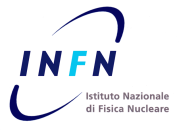 INFN
Istituto Nazionale
di Fisica Nucleare